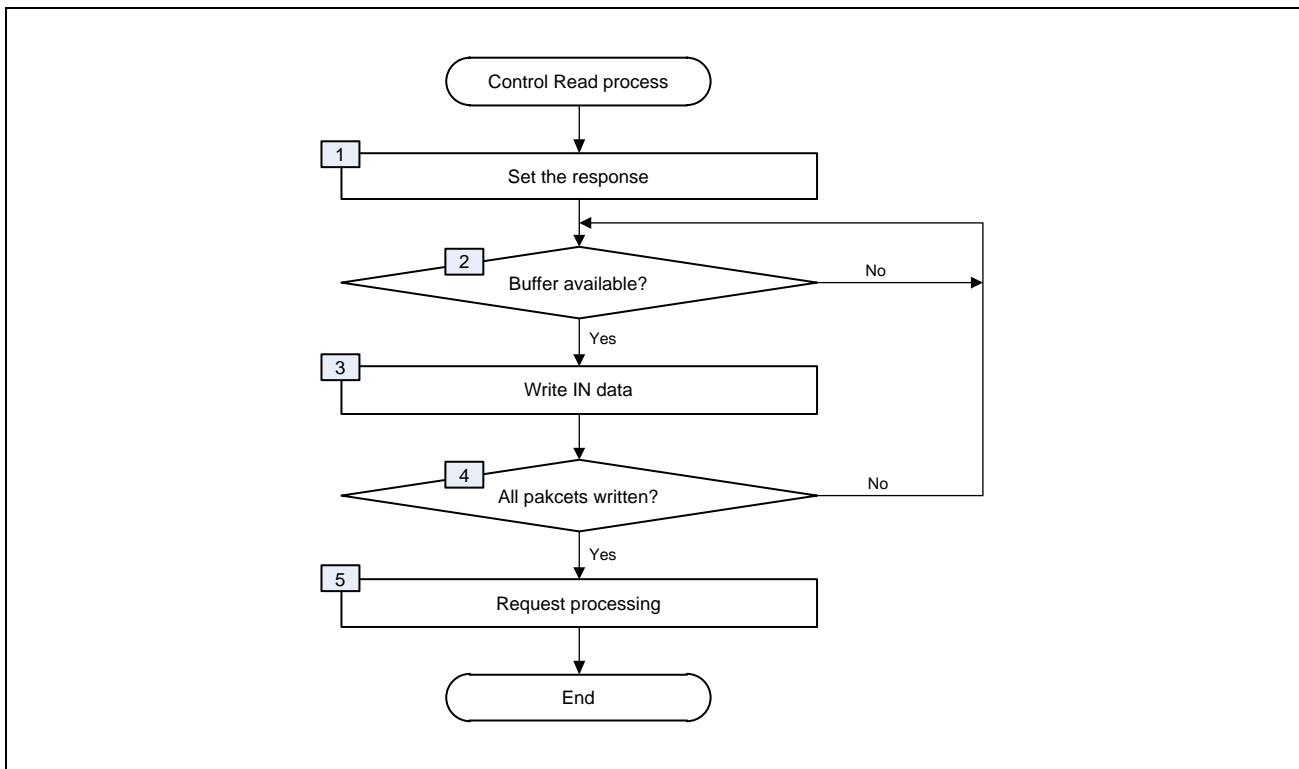 Control Read process
1
Set the response
2
Buffer available?
No
Yes
3
Write IN data
4
All pakcets written?
No
Yes
5
Request processing
End